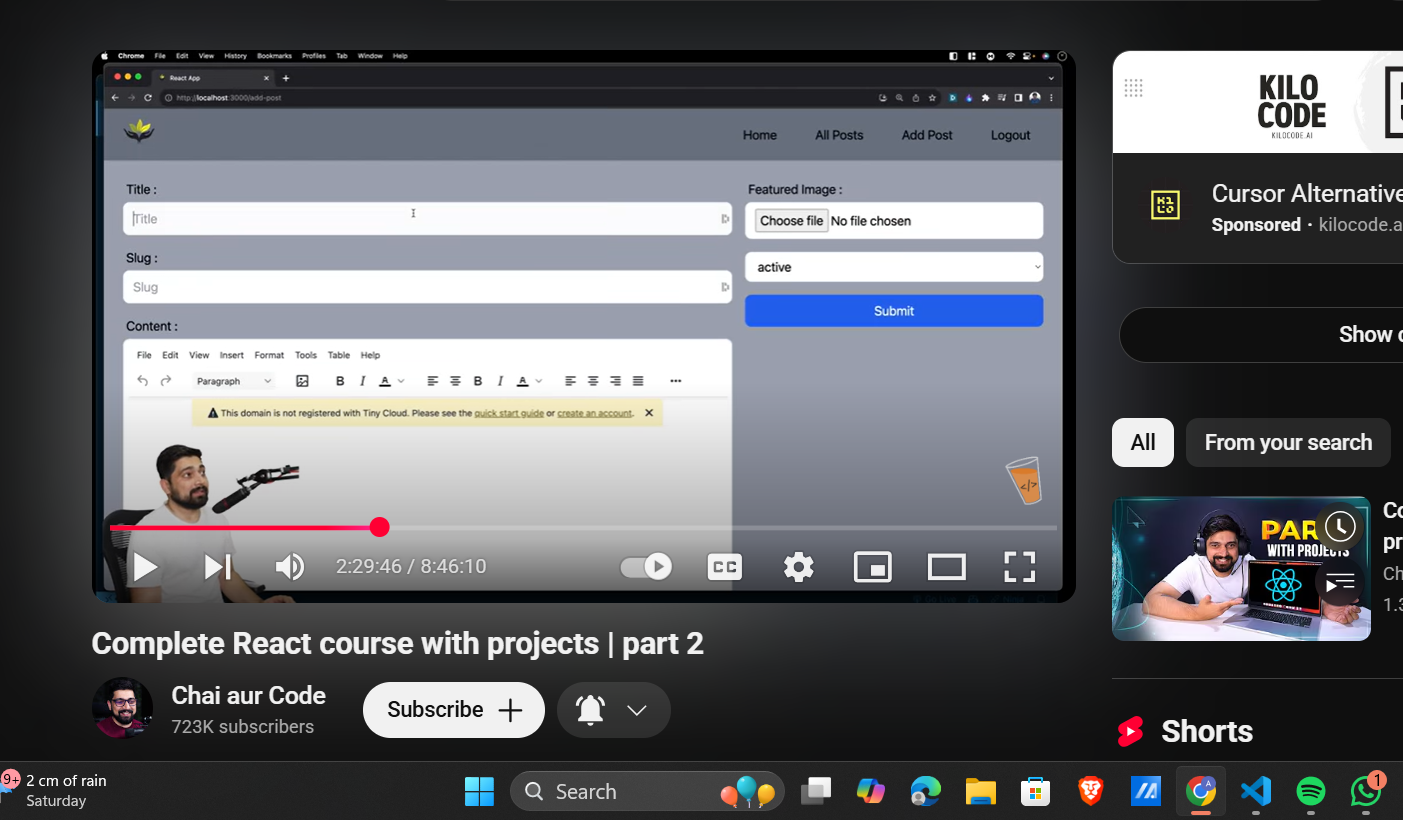 Chrome File Edit View History Bookmarks Profiles Tab Window Help
React App
http://localhost:3000/add-post
Home All Posts Add Post Logout
Title :
Title
Slug :
Slug
Content :
File Edit View Insert Format Tools Table Help
Paragraph B I A B I A
This domain is not registered with Tiny Cloud. Please see the quick start guide or create an account.
Featured Image :
Choose file No file chosen
active
Submit
</>
2:29:46 / 8:46:10
CC
Complete React course with projects | part 2
Chai aur Code
723K subscribers
Subscribe
KILO
CODE
KILOCODE.AI
KI
LO
Cursor Alternative
Sponsored · kilocode.a
Show
All From your search
PAR
WITH PROJECTS
Shorts
9+ 2 cm of rain
Saturday
Search
1